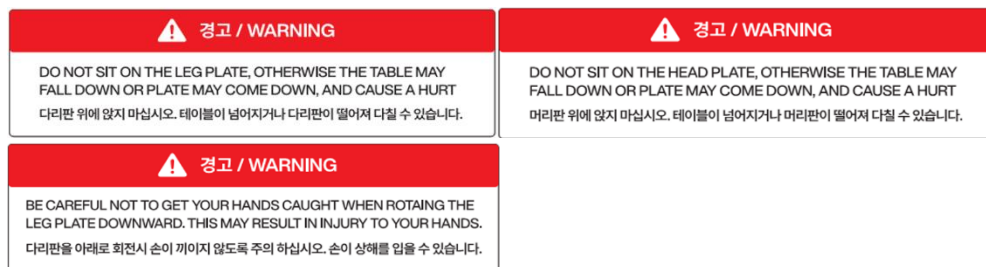 경고 / WARNING
DO NOT SIT ON THE LEG PLATE, OTHERWISE THE TABLE MAY
FALL DOWN OR PLATE MAY COME DOWN, AND CAUSE A HURT
다리판 위에 앉지 마십시오. 테이블이 넘어지거나 다리판이 떨어져 다칠 수 있습니다.
경고 / WARNING
DO NOT SIT ON THE HEAD PLATE, OTHERWISE THE TABLE MAY
FALL DOWN OR PLATE MAY COME DOWN, AND CAUSE A HURT
머리판 위에 앉지 마십시오. 테이블이 넘어지거나 머리판이 떨어져 다칠 수 있습니다.
경고 / WARNING
BE CAREFUL NOT TO GET YOUR HANDS CAUGHT WHEN ROTAING THE
LEG PLATE DOWNWARD. THIS MAY RESULT IN INJURY TO YOUR HANDS.
다리판을 아래로 회전시 손이 끼이지 않도록 주의 하십시오. 손이 상해를 입을 수 있습니다.